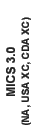 MICS 3.0
(NA, USA XC, CDA XC)